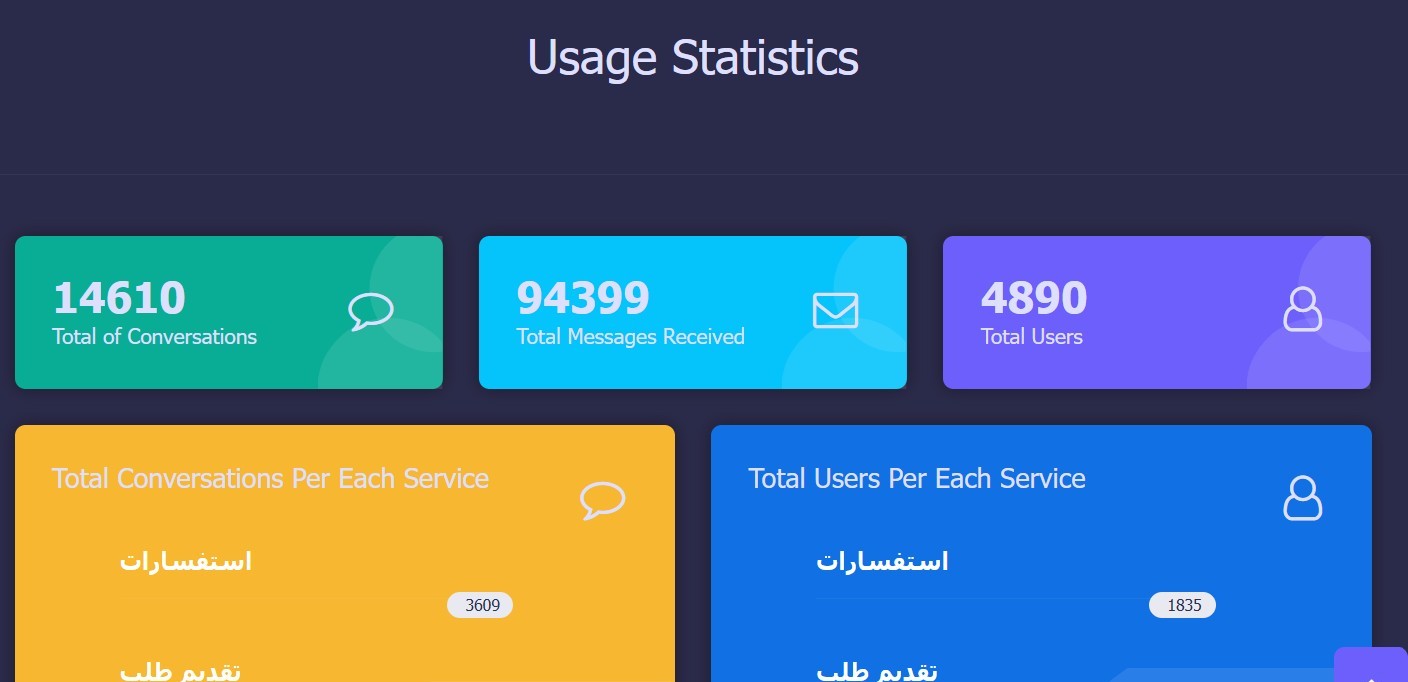 Usage Statistics
14610
Total of Conversations
94399
Total Messages Received
4890
Total Users
Total Conversations Per Each Service
استفسارات
3609
تقديم طلب
Total Users Per Each Service
استفسارات
1835
تقديم طلب